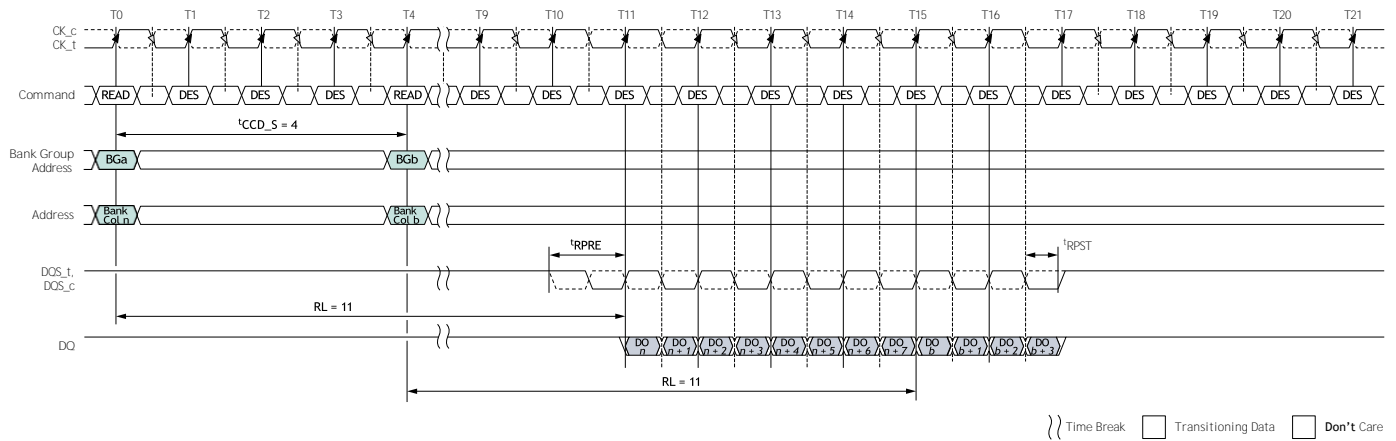 T0 T1 T2 T3 T4 T9 T10 T11 T12 T13 T14 T15 T16 T17 T18 T19 T20 T21
CK_c
CK_t
Command READ DES DES DES READ DES DES DES DES DES DES DES DES DES DES DES DES DES
tCCD_S = 4
Bank Group
Address
BGa BGb
Address
Bank
Col n
Bank
Col b
tRPRE tRPST
DQS_t,
DQS_c
RL = 11
DQ
DO
n
DO
n + 1
DO
n + 2
DO
n + 3
DO
n + 4
DO
n + 5
DO
n + 6
DO
n + 7
DO
b
DO
b + 1
DO
b + 2
DO
b + 3
RL = 11
Time Break Transitioning Data Don't Care